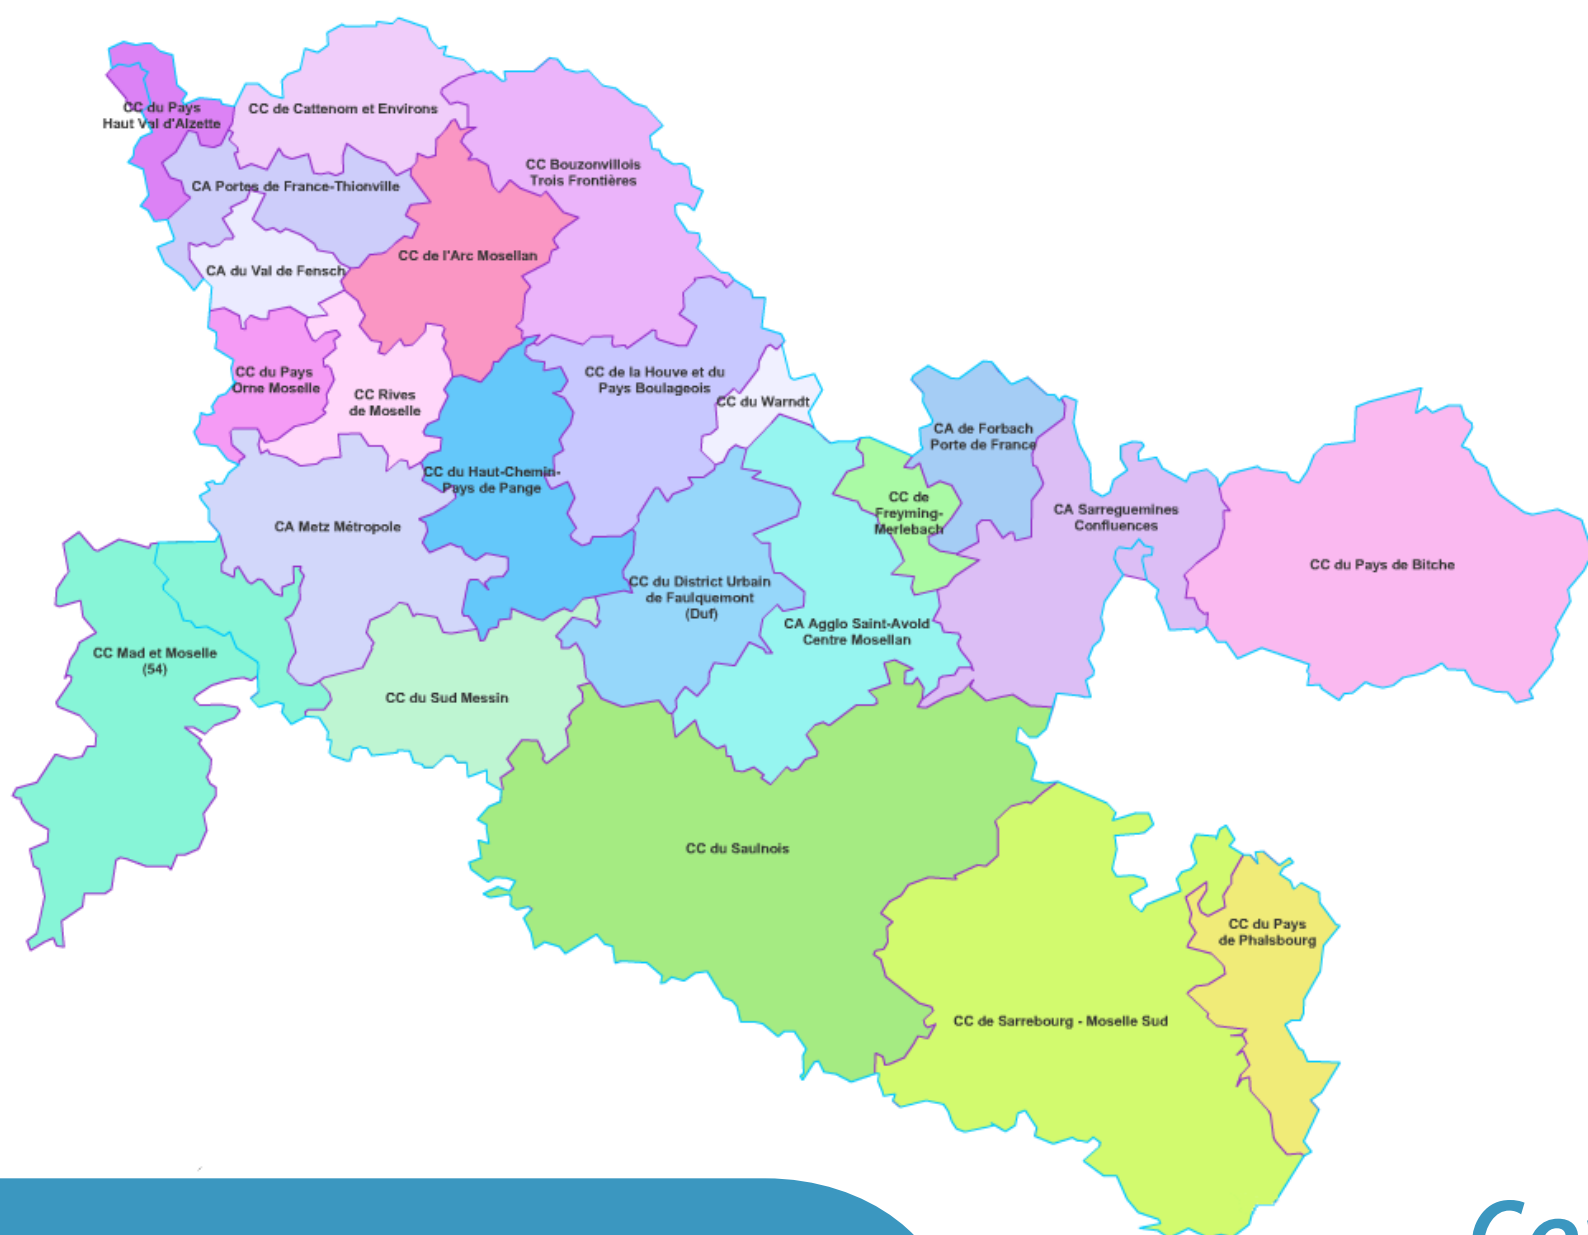 CC du Pays
Haut Val d'Alzette
CC de Cattenom et Environs
CC Bouzonvillois
Trois Frontières
CA Portes de France-Thionville
CC de l'Arc Mosellan
CA du Val de Fensch
CC du Pays
Orne Moselle
CC Rives
de Moselle
CC de la Houve et du
Pays Boulageois
CC du Warndt
CA de Forbach
Porte de France
CC du Haut-Chemin-
Pays de Pange
CC de
Freyming-
Merlebach
CA Sarreguemines
Confluences
CA Metz Métropole
CC du Pays de Bitche
CC du District Urbain
de Faulquemont
(Duf)
CA Agglo Saint-Avold
Centre Mosellan
CC Mad et Moselle
(54)
CC du Sud Messin
CC du Saulnois
CC du Pays
de Phalsbourg
CC de Sarrebourg - Moselle Sud